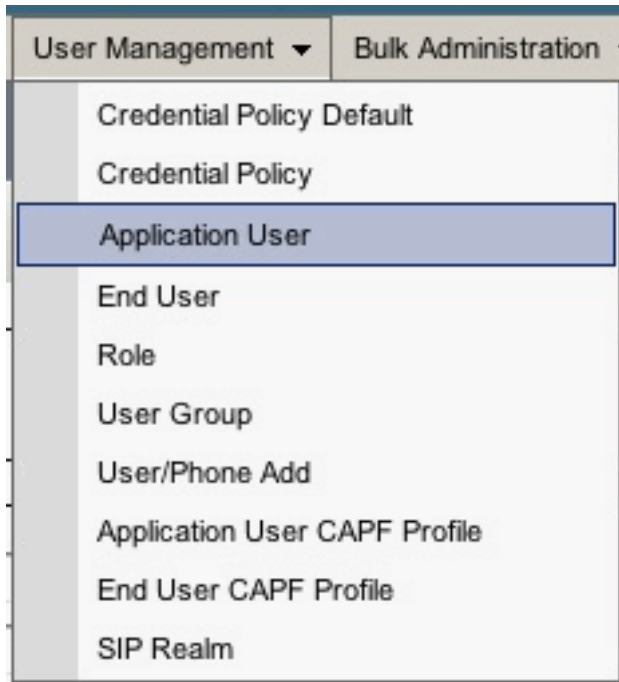 User Management Bulk Administration
Credential Policy Default
Credential Policy
Application User
End User
Role
User Group
User/Phone Add
Application User CAPF Profile
End User CAPF Profile
SIP Realm